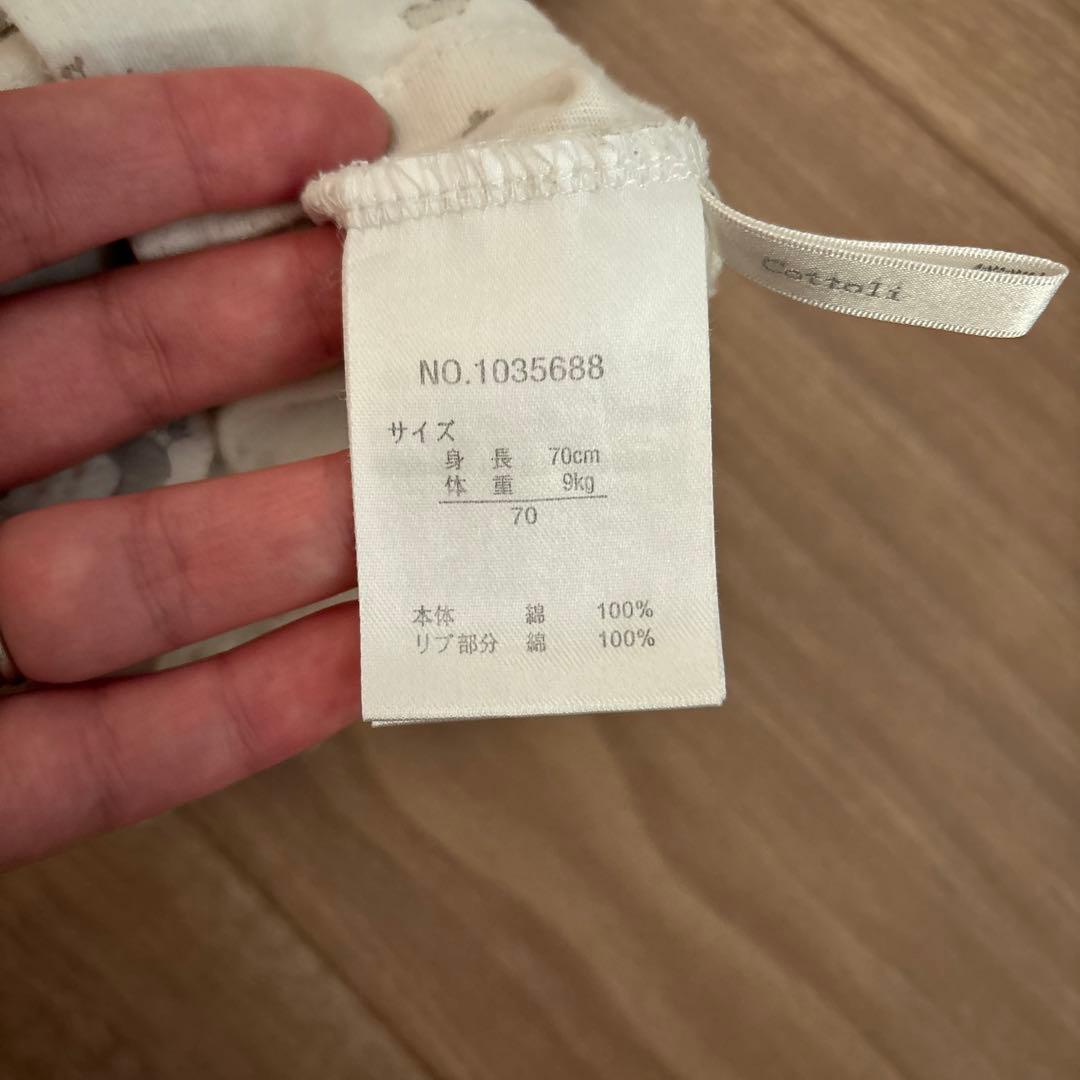 NO.1035688
サイズ
身 長 70cm
体 重 9kg
70
本体 綿 100%
リブ部分 綿 100%
Cottoli